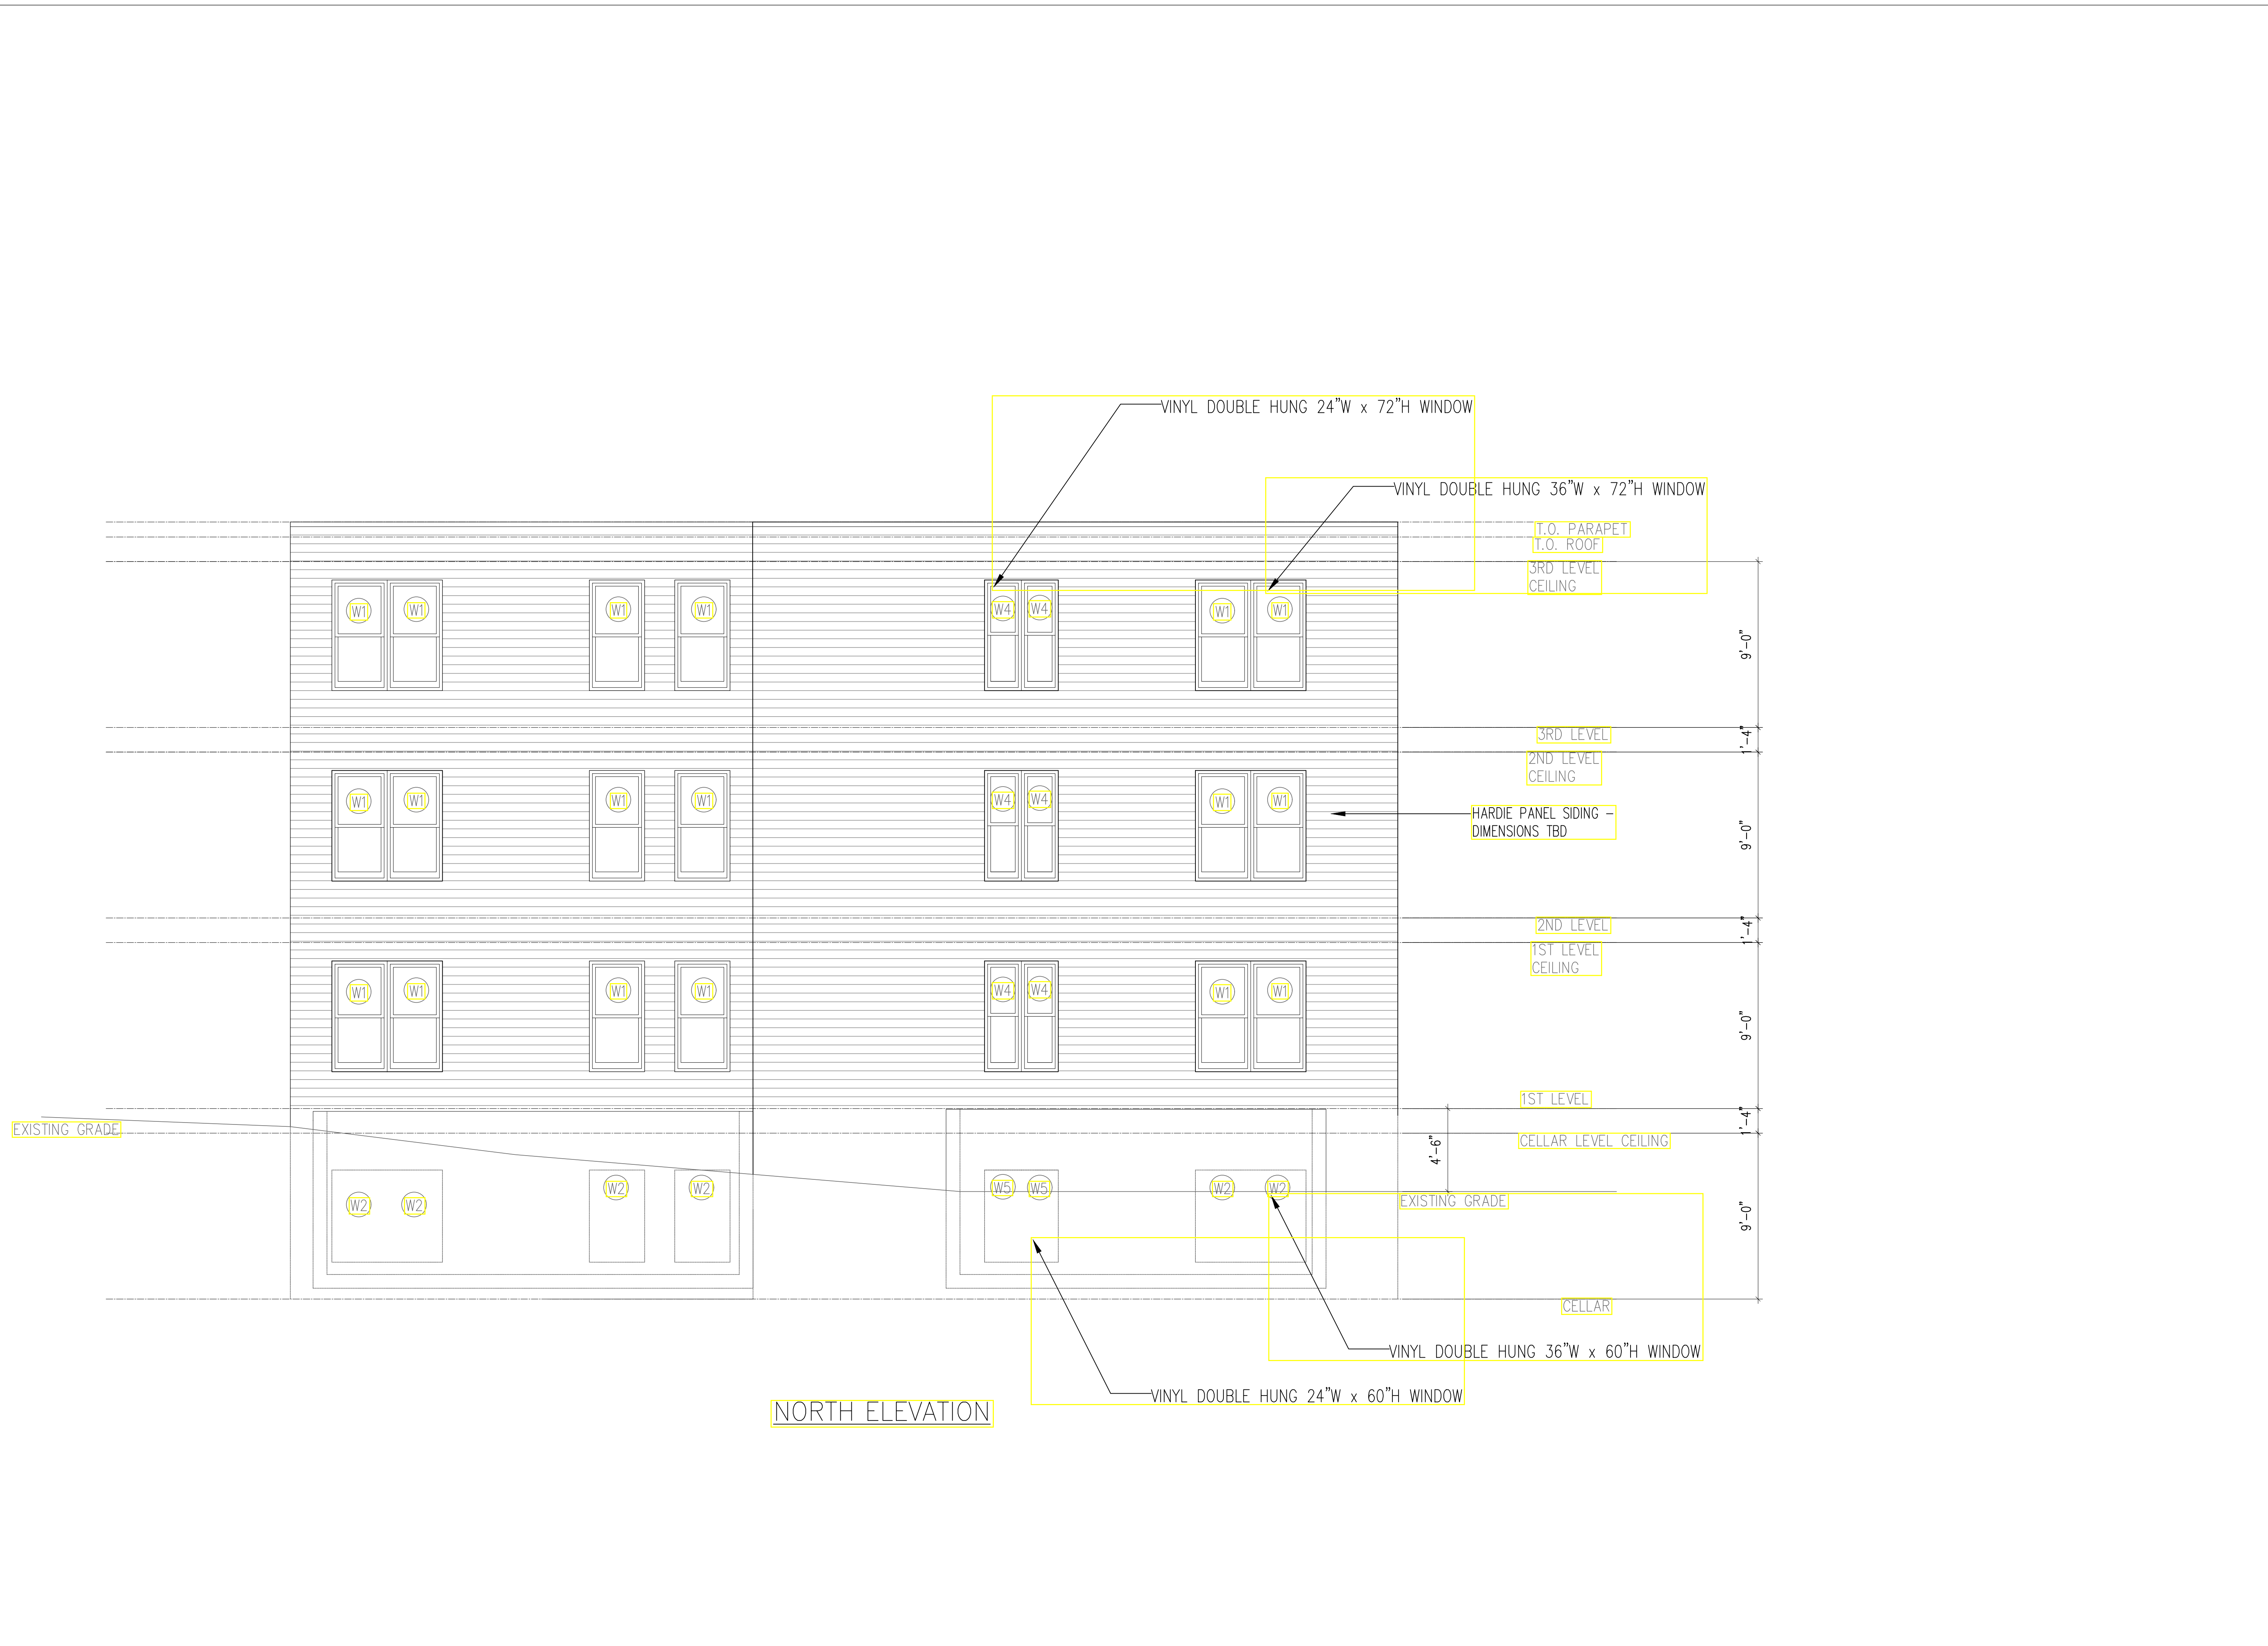 VINYL DOUBLE HUNG 24"W x 72"H WINDOW
VINYL DOUBLE HUNG 36"W x 72"H WINDOW
T.O. PARAPET
T.O. ROOF
3RD LEVEL
CEILING
W1 W1 W1 W1 W4 W4 W1 W1
9'-0"
3RD LEVEL
1'-4"
2ND LEVEL
CEILING
W1 W1 W1 W1 W4 W4 W1 W1
HARDIE PANEL SIDING -
DIMENSIONS TBD
9'-0"
2ND LEVEL
1'-4"
1ST LEVEL
CEILING
W1 W1 W1 W1 W4 W4 W1 W1
9'-0"
1ST LEVEL
1'-4"
EXISTING GRADE
CELLAR LEVEL CEILING
4'-6"
W2 W2 W2 W2 W5 W5 W2 W2
EXISTING GRADE
9'-0"
CELLAR
VINYL DOUBLE HUNG 36"W x 60"H WINDOW
VINYL DOUBLE HUNG 24"W x 60"H WINDOW
NORTH ELEVATION